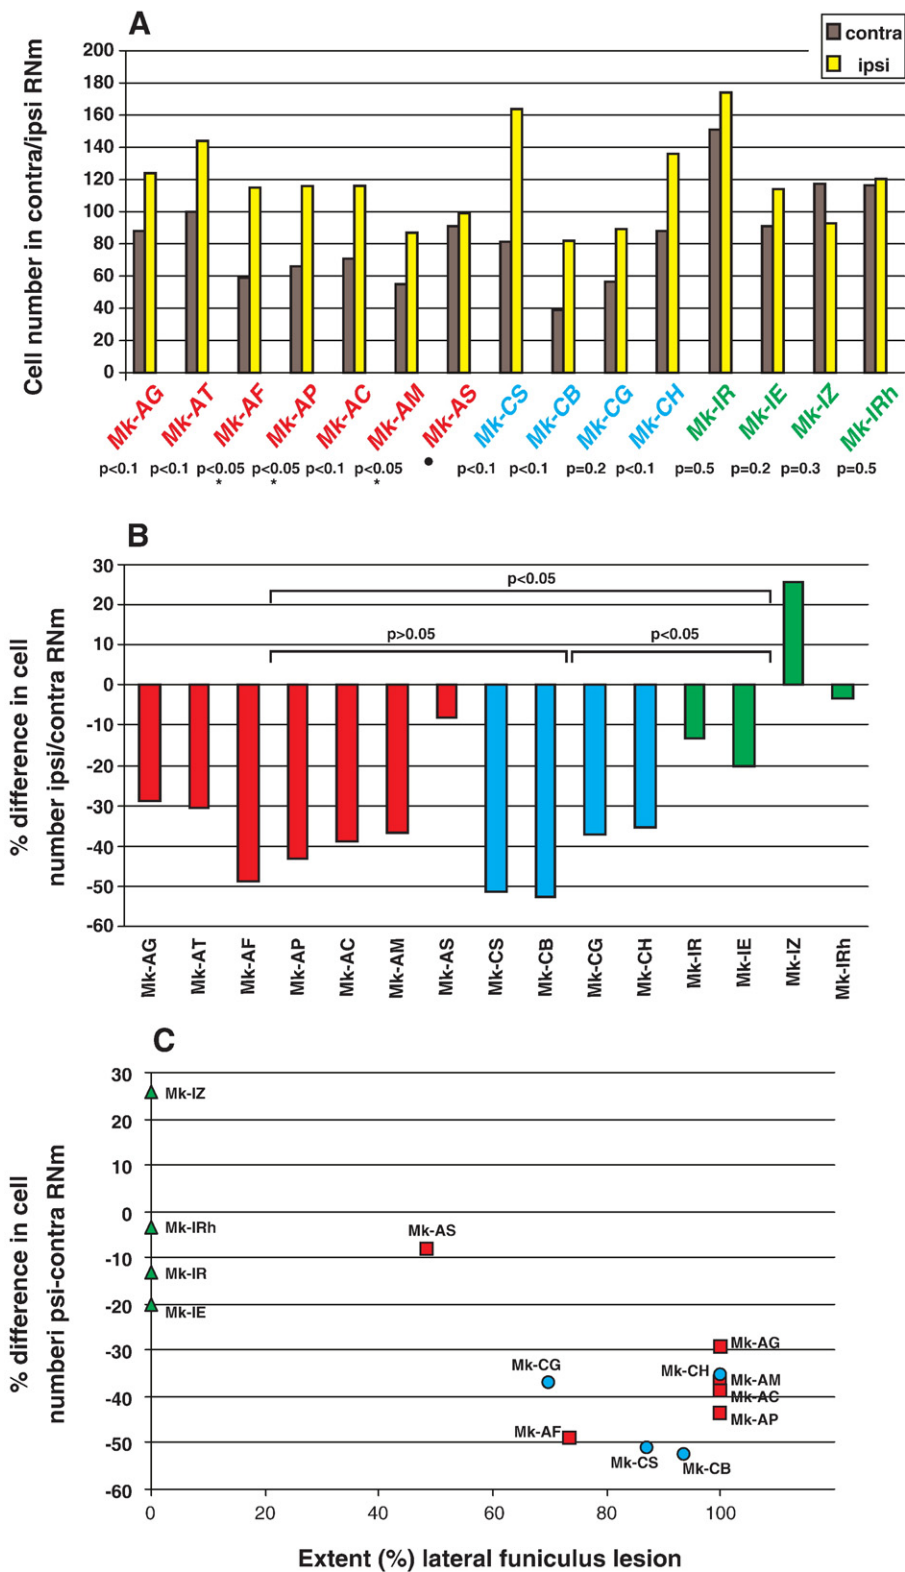 A
contra
ipsi
Cell number in contra/ipsi RNm
200
180
160
140
120
100
80
60
40
20
0
Mk-AG Mk-AT Mk-AF Mk-AP Mk-AC Mk-AM Mk-AS Mk-CS Mk-CB Mk-CG Mk-CH Mk-IR Mk-IE Mk-IZ Mk-IRh
p<0.1 p<0.1 p<0.05 p<0.05 p<0.1 p<0.05 • p<0.1 p<0.1 p=0.2 p<0.1 p=0.5 p=0.2 p=0.3 p=0.5
* * *
B
% difference in cell
number ipsi/contra RNm
30
20
10
0
-10
-20
-30
-40
-50
-60
p<0.05
p>0.05 p<0.05
Mk-AG Mk-AT Mk-AF Mk-AP Mk-AC Mk-AM Mk-AS Mk-CS Mk-CB Mk-CG Mk-CH Mk-IR Mk-IE Mk-IZ Mk-IRh
C
% difference in cell
numberi psi-contra RNm
30
20
10
0
-10
-20
-30
-40
-50
-60
Mk-IZ
Mk-IRh
Mk-AS
Mk-IR
Mk-IE
Mk-AG
Mk-CG
Mk-CH
Mk-AM
Mk-AC
Mk-AP
Mk-AF
Mk-CS
Mk-CB
0 20 40 60 80 100
Extent (%) lateral funiculus lesion